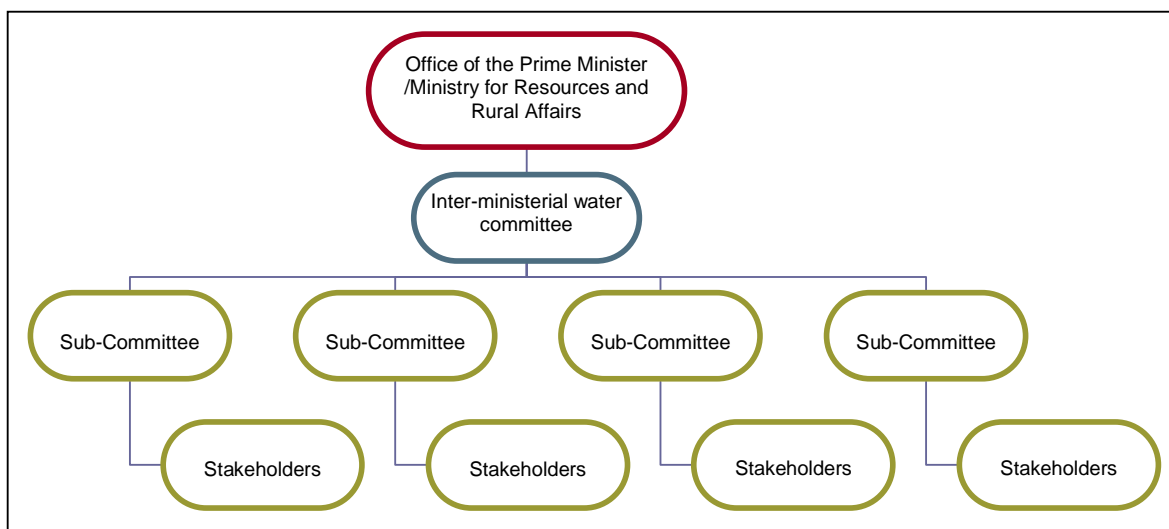 Office of the Prime Minister
/Ministry for Resources and
Rural Affairs
Inter-ministerial water
committee
Sub-Committee
Sub-Committee
Sub-Committee
Sub-Committee
Stakeholders
Stakeholders
Stakeholders
Stakeholders